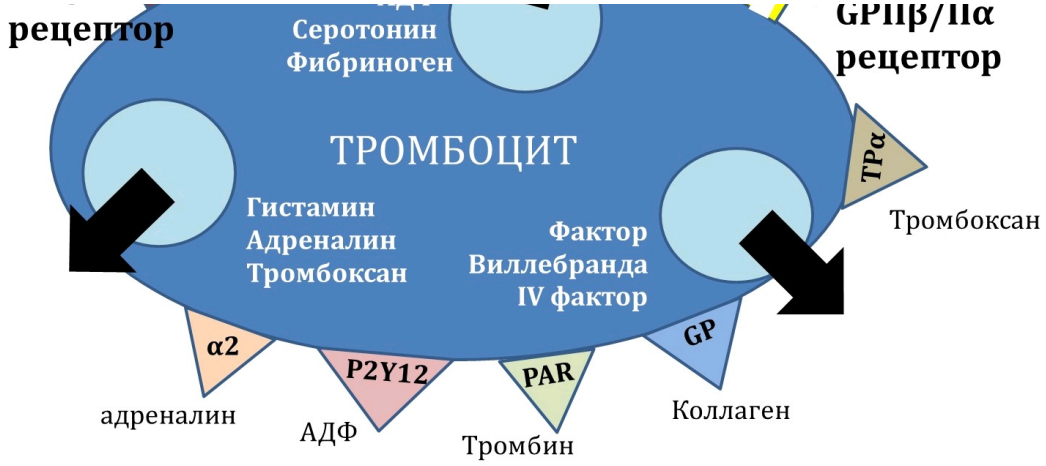 рецептор
Серотонин
Фибриноген
GPIIβ/IIα
рецептор
ТРОМБОЦИТ
TPα
Тромбоксан
Гистамин
Адреналин
Тромбоксан
Фактор
Виллебранда
IV фактор
α2
P2Y12
PAR
GP
адреналин
АДФ
Тромбин
Коллаген